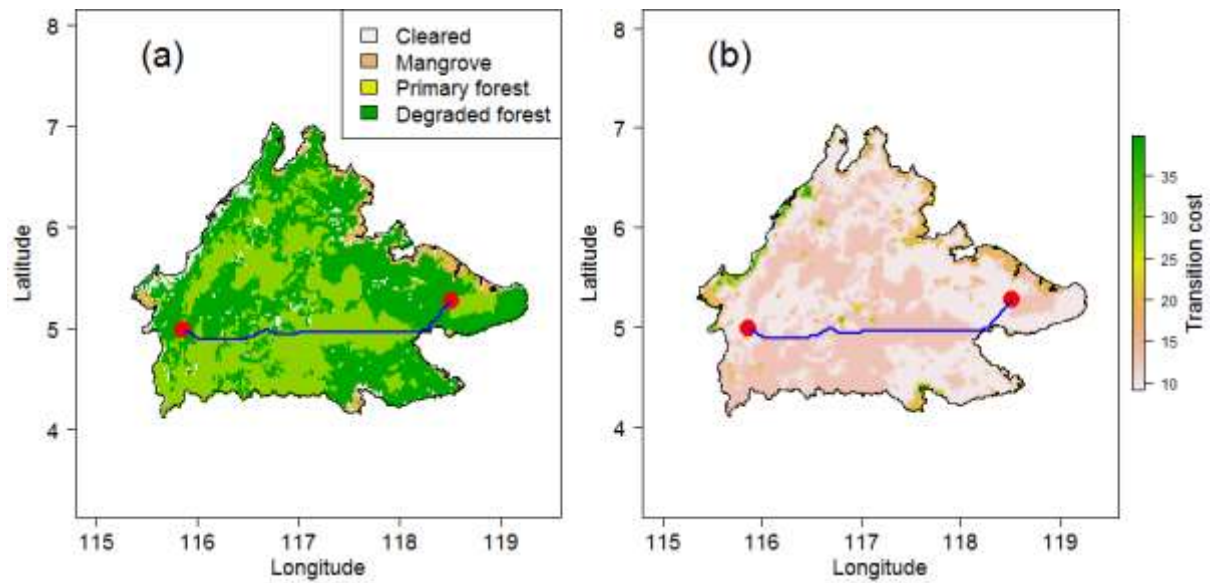 (a)
Cleared
Mangrove
Primary forest
Degraded forest
8
7
6
5
4
Latitude
115 116 117 118 119
Longitude
(b)
8
7
6
5
4
Latitude
115 116 117 118 119
Longitude
35
30
25
20
15
10
Transition cost